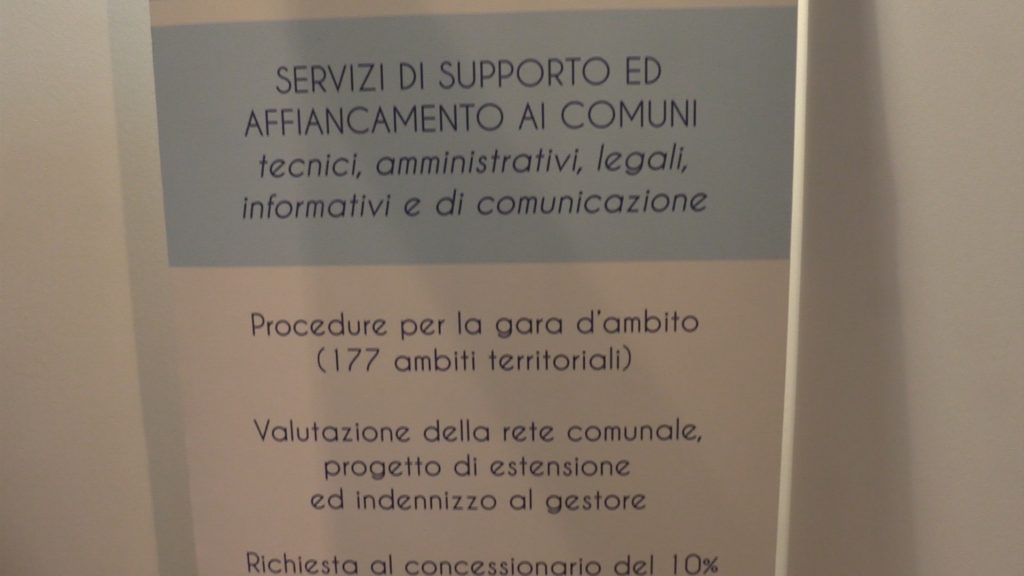 SERVIZI DI SUPPORTO ED
AFFIANCAMENTO AI COMUNI
tecnici, amministrativi, legali,
informativi e di comunicazione
Procedure per la gara d'ambito
(177 ambiti territoriali)
Valutazione della rete comunale,
progetto di estensione
ed indennizzo al gestore
Richiesta al concessionario del 10%